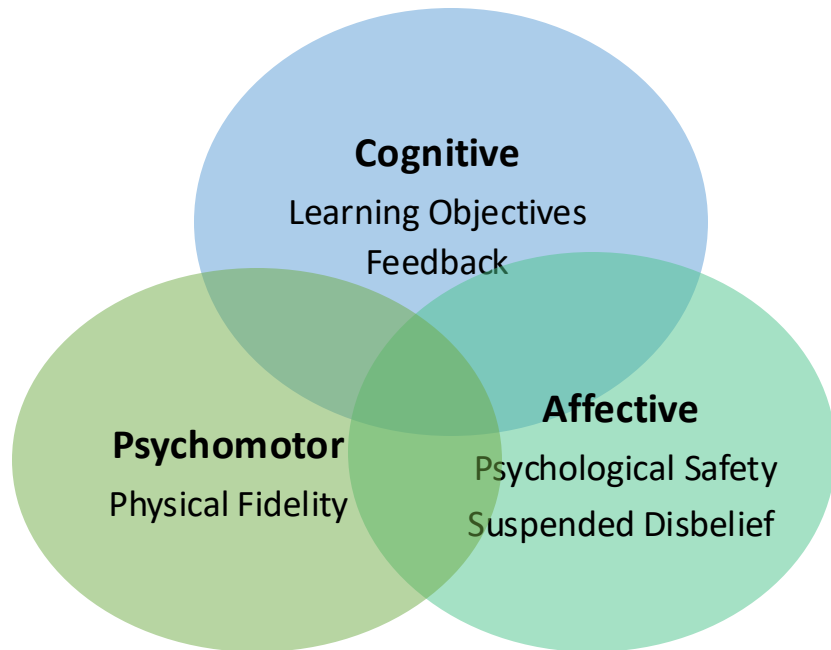 Cognitive
Learning Objectives
Feedback
Psychomotor
Physical Fidelity
Affective
Psychological Safety
Suspended Disbelief